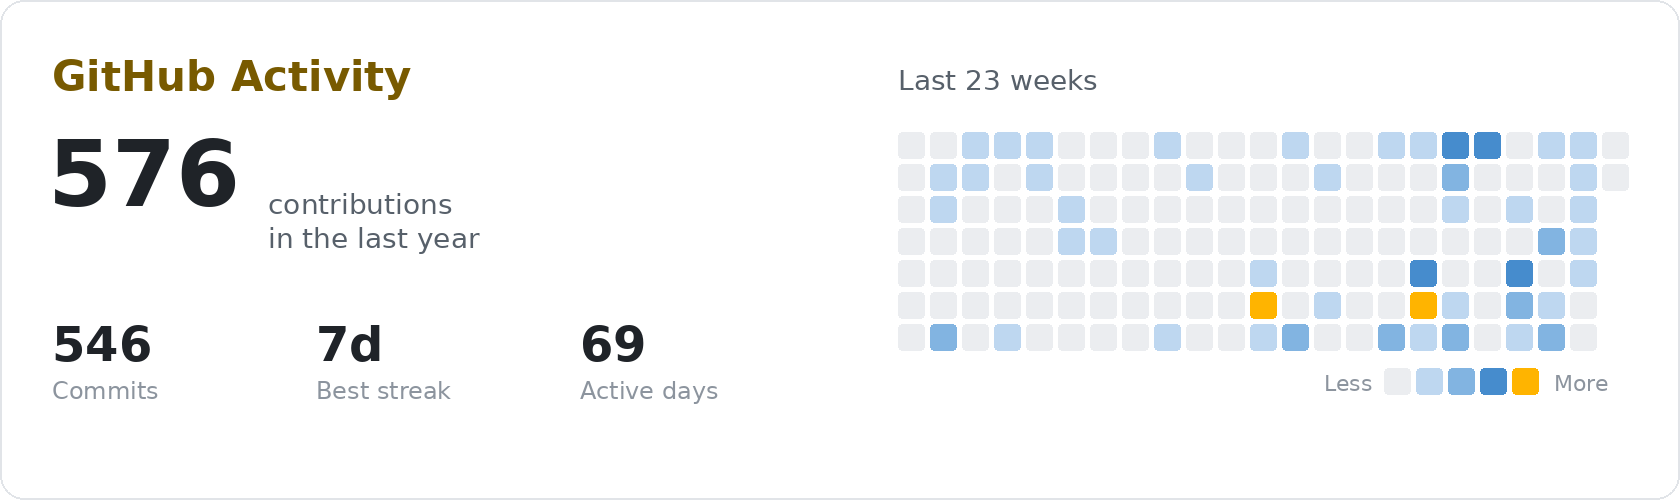 GitHub Activity
576
contributions
in the last year
546
Commits
7d
Best streak
69
Active days
Last 23 weeks
Less
More